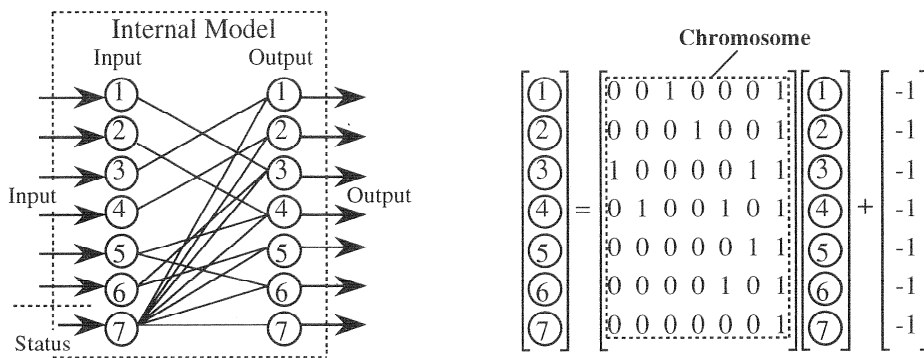 Internal Model
Input Output
1 1
2 2
3 3
Input Output
4 4
5 5
6 6
7 7
Status
Chromosome
1 0 0 1 0 0 0 1 1 -1
2 0 0 0 1 0 0 1 2 -1
3 1 0 0 0 0 1 1 3 -1
4 = 0 1 0 0 1 0 1 4 + -1
5 0 0 0 0 0 1 1 5 -1
6 0 0 0 0 1 0 1 6 -1
7 0 0 0 0 0 0 1 7 -1